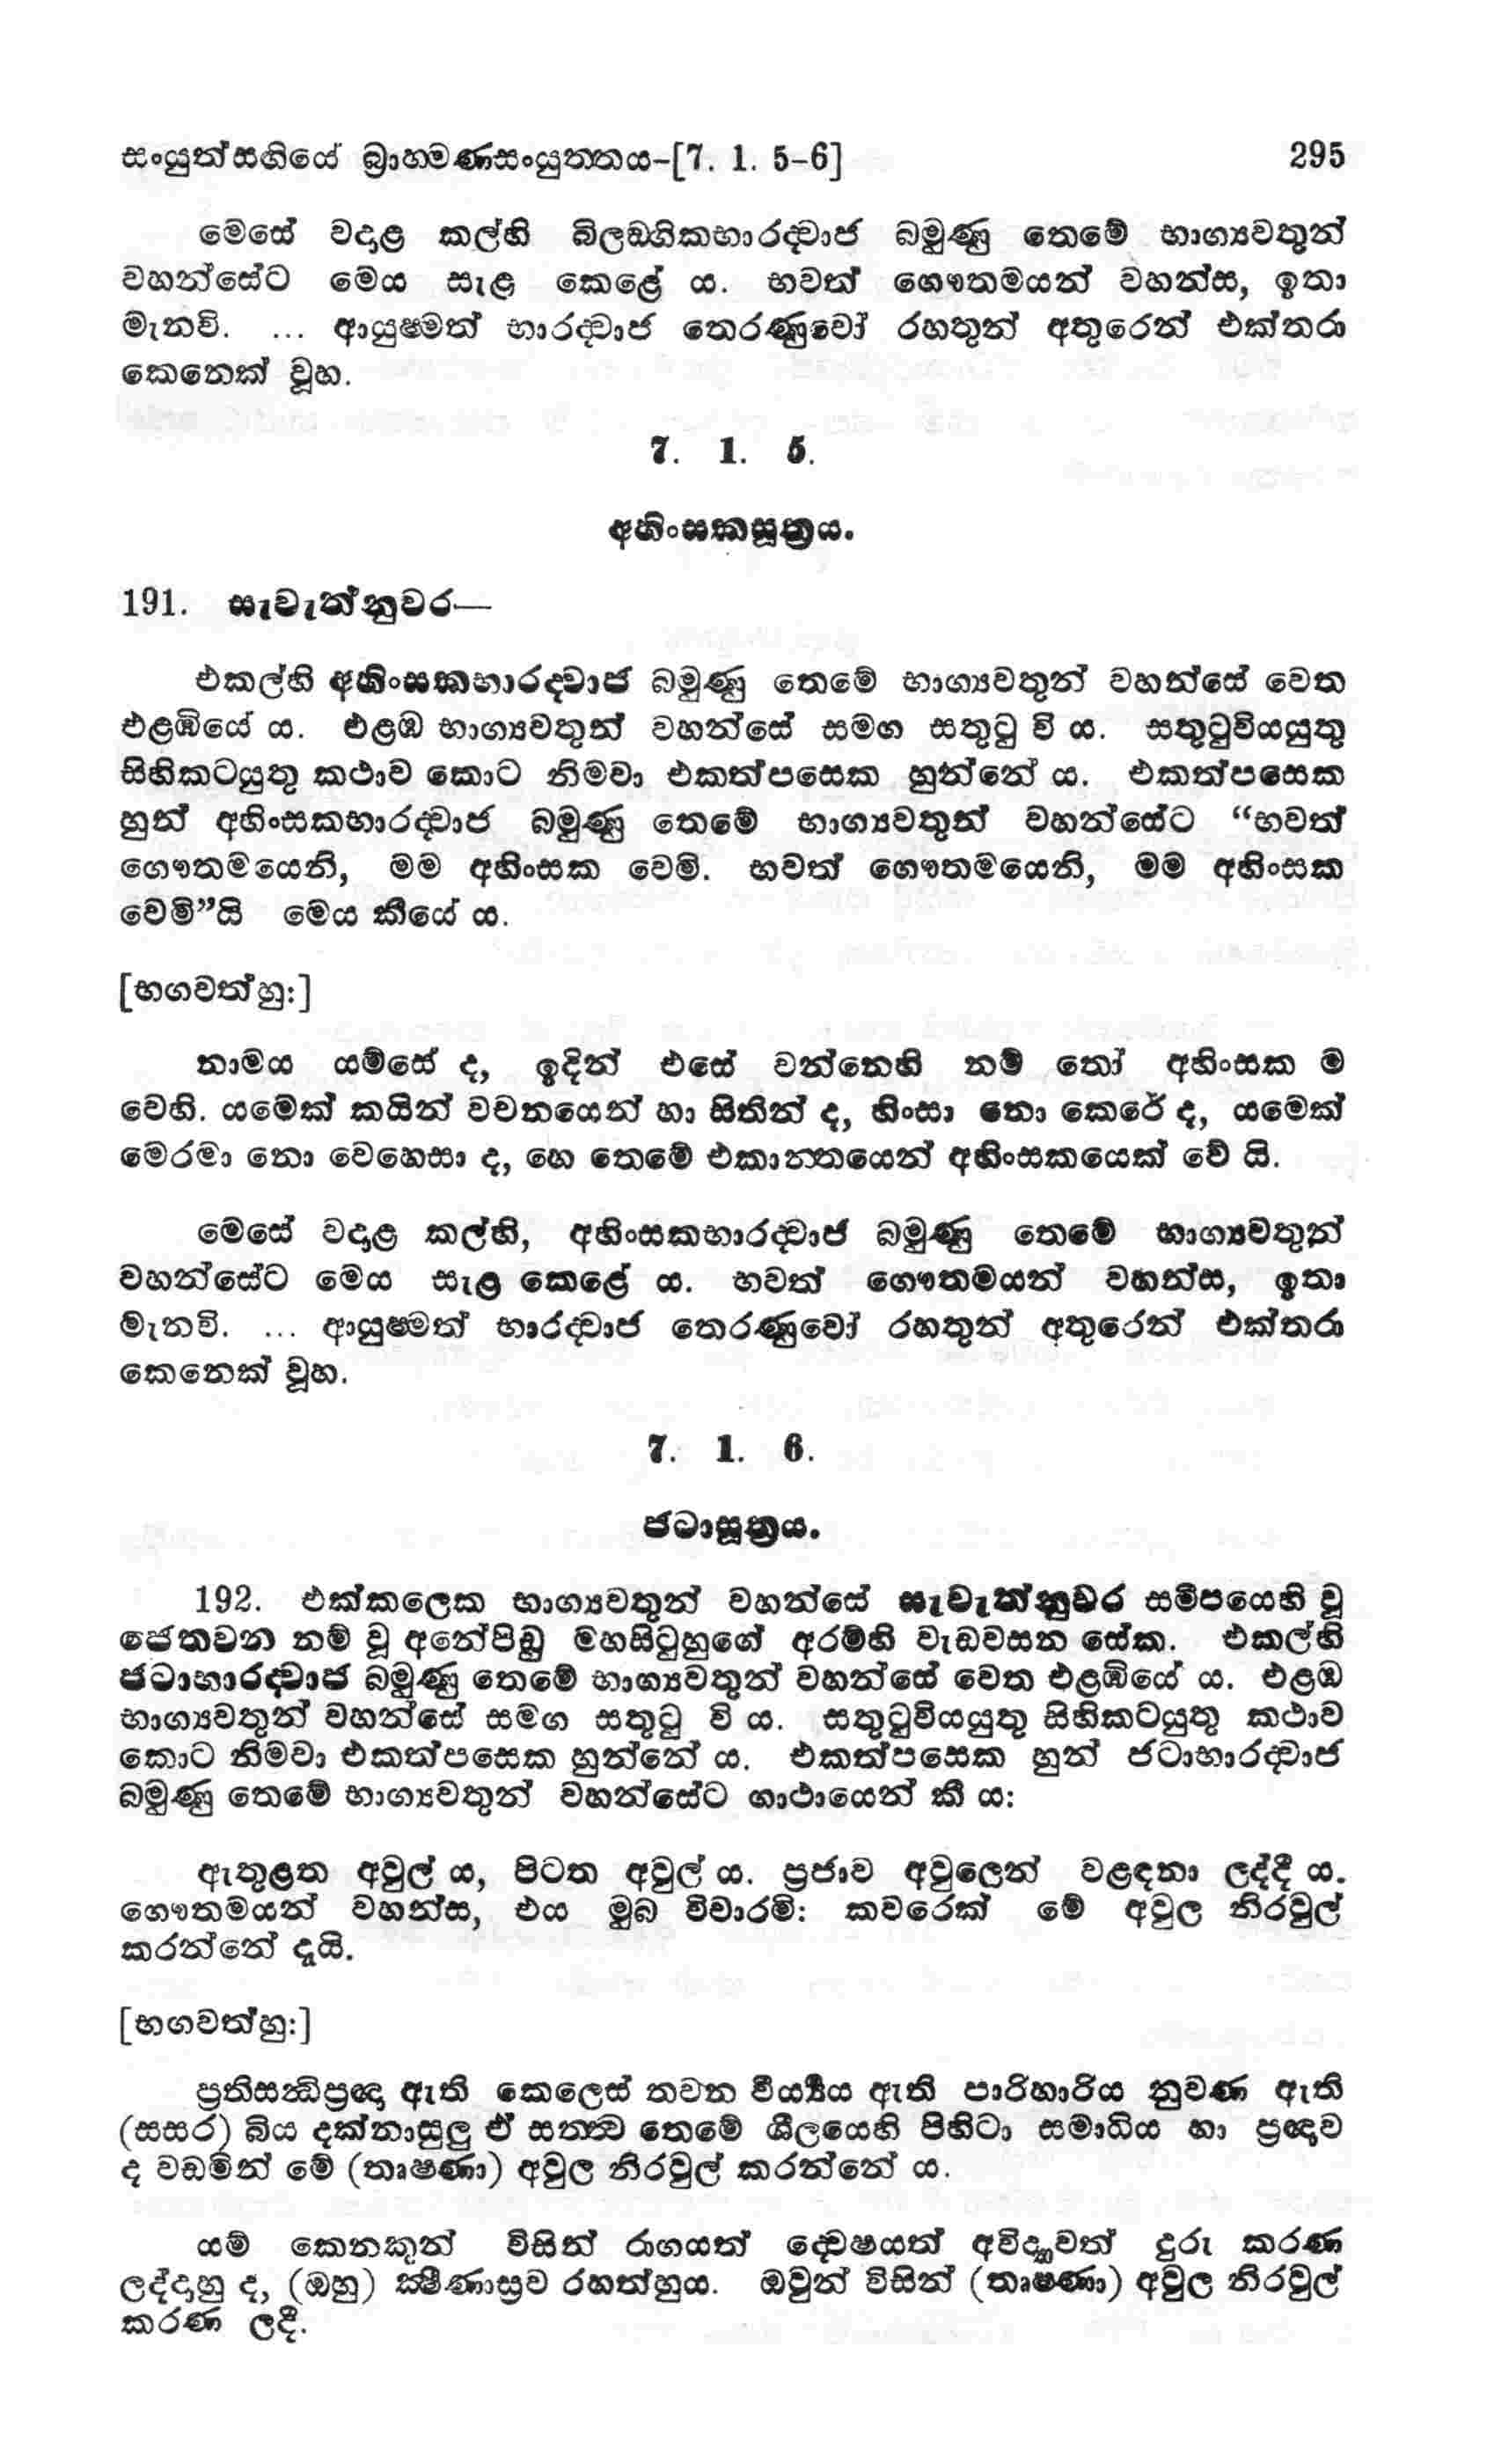 සංයුත්සඟියේ බ්‍රාහ්මණසංයුත්තය-[7. 1. 5-6] 295
මෙසේ වදාළ කල්හි බිලඞ්ගිකභාරද්වාජ බමුණු තෙමේ භාග්‍යවතුන්
වහන්සේට මෙය සැළ කෙළේ ය. භවත් ගෞතමයන් වහන්ස, ඉතා
මැනවි. ... ආයුෂ්මත් භාරද්වාජ තෙරණුවෝ රහතුන් අතුරෙන් එක්තරා
කෙනෙක් වූහ.
7. 1. 5.
අහිංසකසූත්‍රය.
191. සැවැත්නුවර—
එකල්හි අහිංසකභාරද්වාජ බමුණු තෙමේ භාග්‍යවතුන් වහන්සේ වෙත
එළඹියේ ය. එළඹ භාග්‍යවතුන් වහන්සේ සමඟ සතුටු වි ය. සතුටුවියයුතු
සිහිකටයුතු කථාව කොට නිමවා එකත්පසෙක හුන්නේ ය. එකත්පසෙක
හුන් අහිංසකභාරද්වාජ බමුණු තෙමේ භාග්‍යවතුන් වහන්සේට “භවත්
ගෞතමයෙනි, මම අහිංසක වෙමි. භවත් ගෞතමයෙනි, මම අහිංසක
වෙමි”යි මෙය කීයේ ය.
[භගවත්හු:]
නාමය යම්සේ ද, ඉදින් එසේ වන්නෙහි නම් තෝ අහිංසක ම
වෙහි. යමෙක් කයින් වචනයෙන් හා සිතින් ද, හිංසා නො කෙරේ ද, යමෙක්
මෙරමා නො වෙහෙසා ද, හෙ තෙමේ එකාන්තයෙන් අහිංසකයෙක් වේ යි.
මෙසේ වදාළ කල්හි, අහිංසකභාරද්වාජ බමුණු තෙමේ භාග්‍යවතුන්
වහන්සේට මෙය සැළ කෙළේ ය. භවත් ගෞතමයන් වහන්ස, ඉතා
මැනවි. ... ආයුෂ්මත් භාරද්වාජ තෙරණුවෝ රහතුන් අතුරෙන් එක්තරා
කෙනෙක් වූහ.
7. 1. 6.
ජටාසූත්‍රය.
192. එක්කලෙක භාග්‍යවතුන් වහන්සේ සැවැත්නුවර සමීපයෙහි වූ
ජෙතවන නම් වූ අනේපිඬු මහසිටුහුගේ අරම්හි වැඩවසන සේක. එකල්හි
ජටාභාරද්වාජ බමුණු තෙමේ භාග්‍යවතුන් වහන්සේ වෙත එළඹියේ ය. එළඹ
භාග්‍යවතුන් වහන්සේ සමග සතුටු වි ය. සතුටුවියයුතු සිහිකටයුතු කථාව
කොට නිමවා එකත්පසෙක හුන්නේ ය. එකත්පසෙක හුන් ජටාභාරද්වාජ
බමුණු තෙමේ භාග්‍යවතුන් වහන්සේට ගාථායෙන් කී ය:
ඇතුළත අවුල් ය, පිටත අවුල් ය. ප්‍රජාව අවුලෙන් වළඳනා ලද්දී ය.
ගෞතමයන් වහන්ස, එය මුබ විචාරමි: කවරෙක් මේ අවුල නිරවුල්
කරන්නේ දැයි.
[භගවත්හු:]
ප්‍රතිසන්ධිප්‍රඥා ඇති කෙලෙස් තවන වීර්‍ය්‍යය ඇති පාරිහාරිය නුවණ ඇති
(සසර) බිය දක්නාසුලු ඒ සත්ත්ව තෙමේ ශීලයෙහි පිහිටා සමාධිය හා ප්‍රඥාව
ද වඩමින් මේ (තෘෂ්ණා) අවුල නිරවුල් කරන්නේ ය.
යම් කෙනකුන් විසින් රාගයත් ද්වේෂයත් අවිද්‍යාවත් දුරු කරණ
ලද්දාහු ද, (ඔහු) ක්ෂීණාස්‍රව රහත්හුය. ඔවුන් විසින් (තෘෂ්ණා) අවුල නිරවුල්
කරණ ලදී.